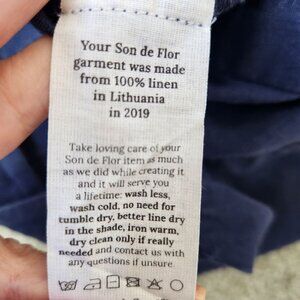 Your Son de Flor
garment was made
from 100% linen
in Lithuania
in 2019
Take loving care of your
Son de Flor item as much
as we did while creating it
and it will serve you
a lifetime: wash less,
wash cold, no need for
tumble dry, better line dry
in the shade, iron warm,
dry clean only if really
needed and contact us with
any questions if unsure.